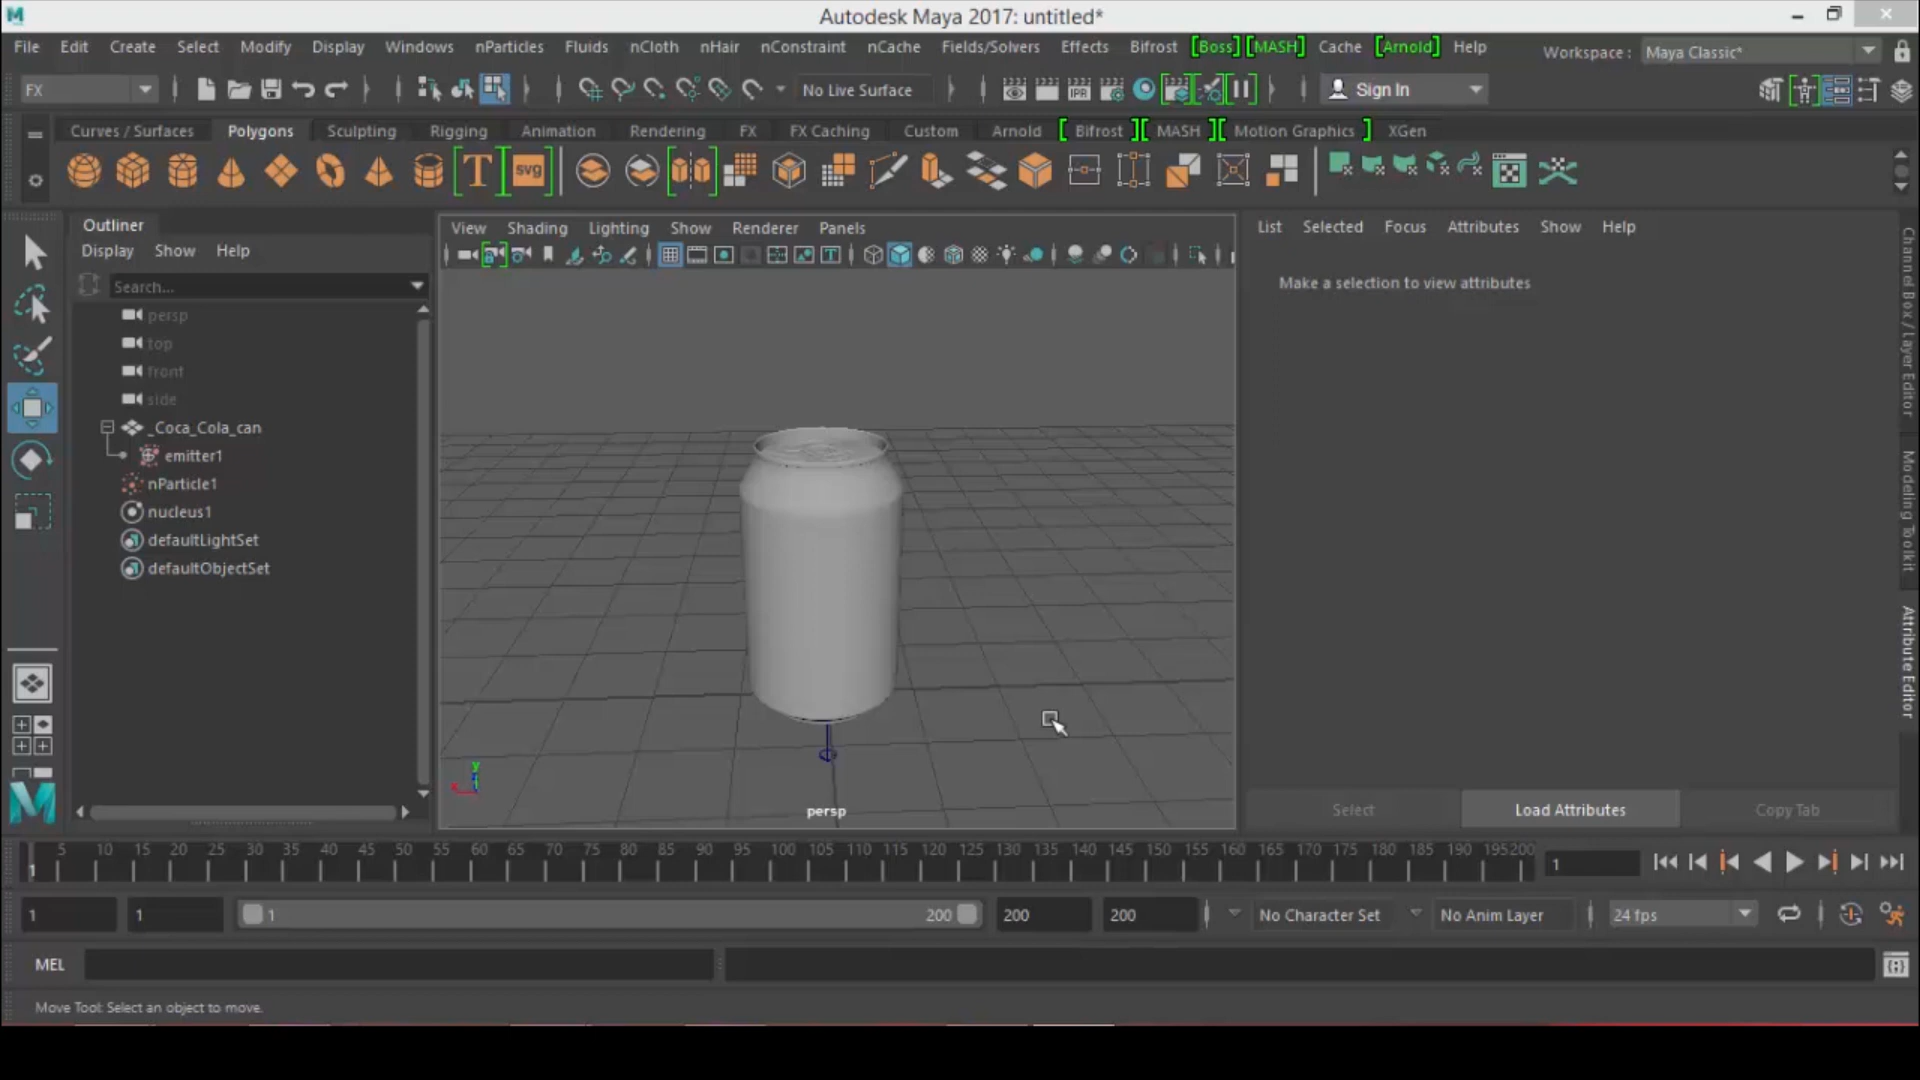 Autodesk Maya 2017: untitled*
File Edit Create Select Modify Display Windows nParticles Fluids nCloth nHair nConstraint nCache Fields/Solvers Effects Bifrost [Boss] [MASH] Cache [Arnold] Help Workspace : Maya Classic*
FX No Live Surface IPR Sign In
Curves / Surfaces Polygons Sculpting Rigging Animation Rendering FX FX Caching Custom Arnold [ Bifrost ][ MASH ][ Motion Graphics ] XGen
T svg
Outliner
Display Show Help
Search...
persp
top
front
side
_Coca_Cola_can
emitter1
nParticle1
nucleus1
defaultLightSet
defaultObjectSet
View Shading Lighting Show Renderer Panels
y
persp
List Selected Focus Attributes Show Help
Make a selection to view attributes
Select Load Attributes Copy Tab
Channel Box / Layer Editor
Modeling Toolkit
Attribute Editor
5 10 15 20 25 30 35 40 45 50 55 60 65 70 75 80 85 90 95 100 105 110 115 120 125 130 135 140 145 150 155 160 165 170 175 180 185 190 195 200
1 1
1 1 1 200 200 200 No Character Set No Anim Layer 24 fps
MEL
Move Tool: Select an object to move.